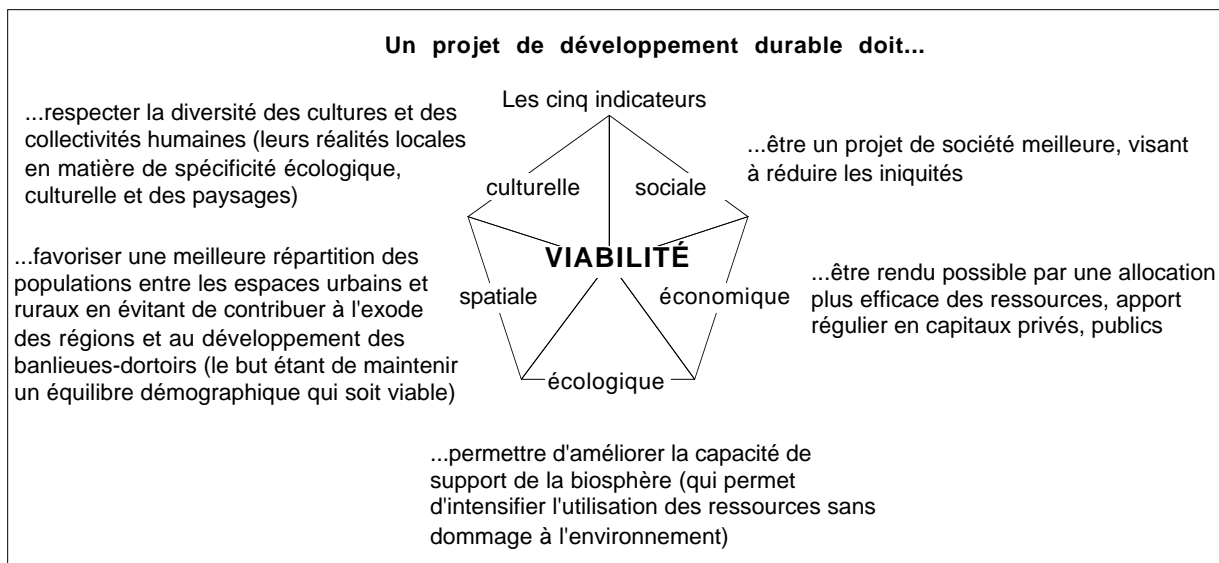 Un projet de développement durable doit...
Les cinq indicateurs
...respecter la diversité des cultures et des
collectivités humaines (leurs réalités locales
en matière de spécificité écologique,
culturelle et des paysages)
...être un projet de société meilleure, visant
à réduire les iniquités
culturelle
sociale
VIABILITÉ
...favoriser une meilleure répartition des
populations entre les espaces urbains et
ruraux en évitant de contribuer à l'exode
des régions et au développement des
banlieues-dortoirs (le but étant de maintenir
un équilibre démographique qui soit viable)
spatiale
économique
...être rendu possible par une allocation
plus efficace des ressources, apport
régulier en capitaux privés, publics
écologique
...permettre d'améliorer la capacité de
support de la biosphère (qui permet
d'intensifier l'utilisation des ressources sans
dommage à l'environnement)